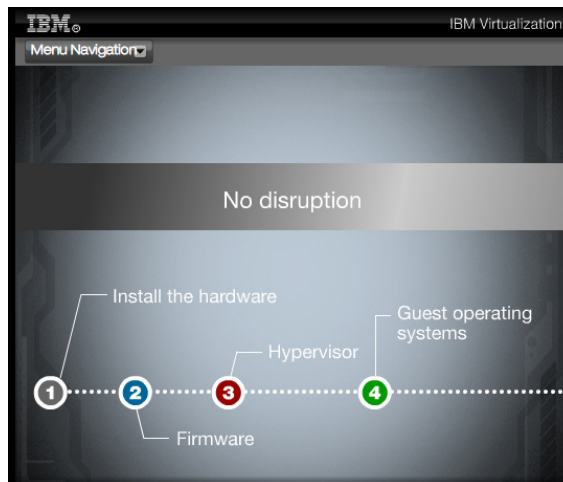 IBM®
IBM Virtualization
Menu Navigation
No disruption
Install the hardware
Guest operating
systems
Hypervisor
1
2
3
4
Firmware